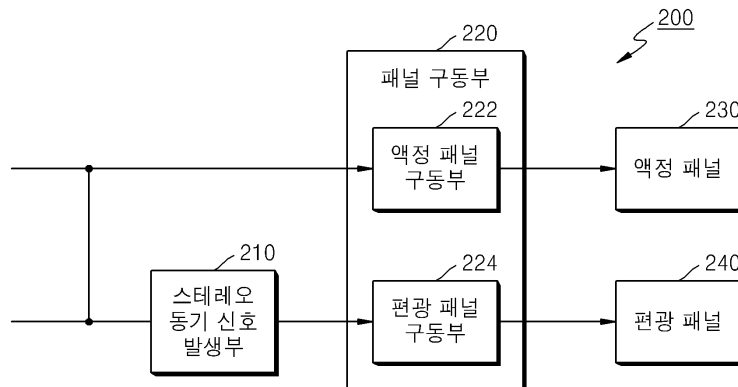 200
220
패널 구동부
222
액정 패널
구동부
230
액정 패널
210
스테레오
동기 신호
발생부
224
편광 패널
구동부
240
편광 패널